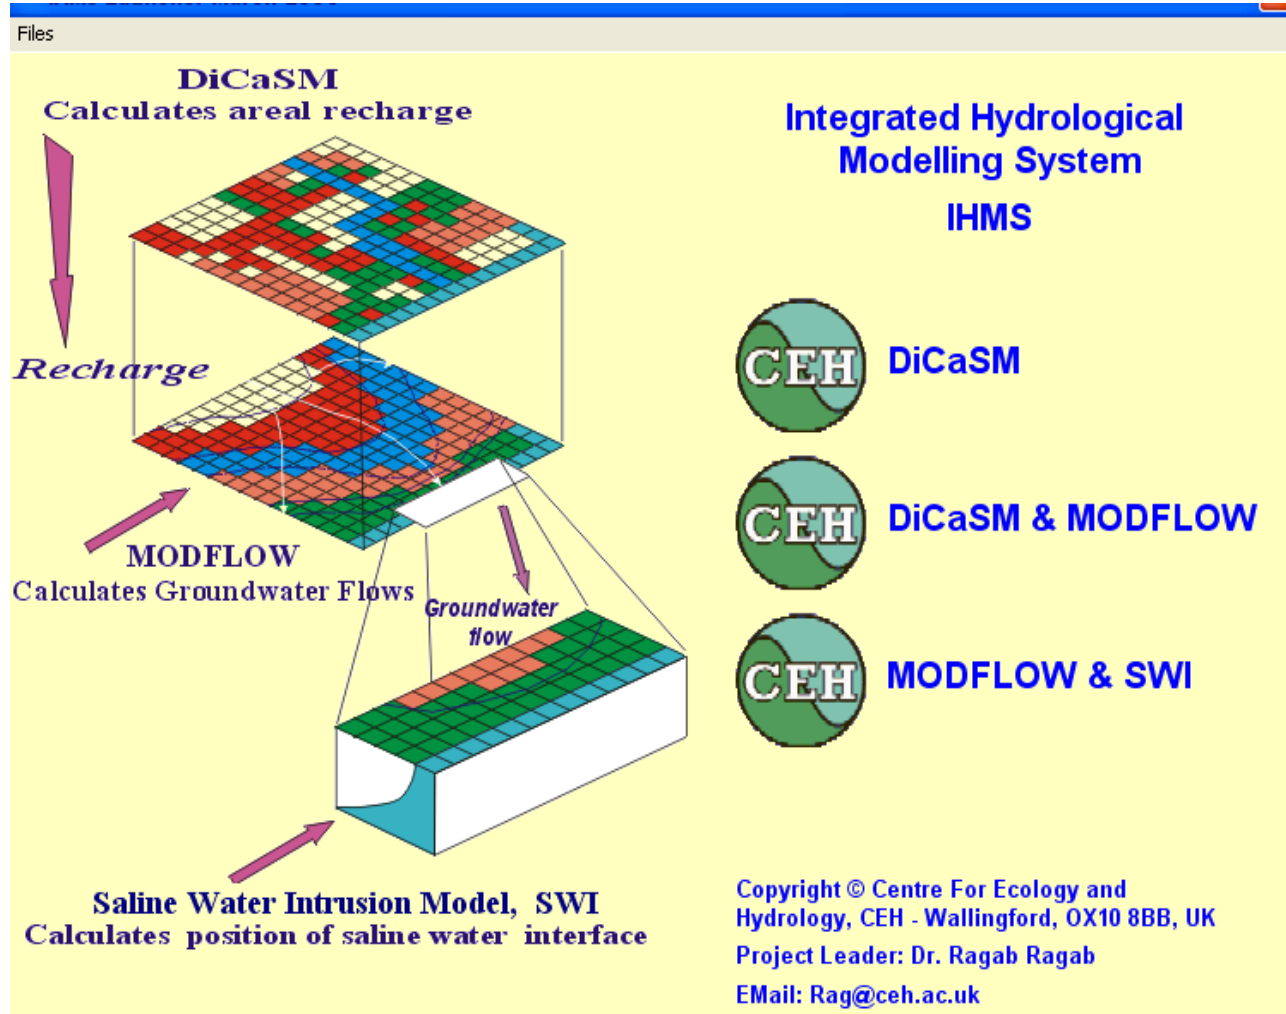 Files
DiCaSM
Calculates areal recharge
Recharge
MODFLOW
Calculates Groundwater Flows
Groundwater
flow
Saline Water Intrusion Model, SWI
Calculates position of saline water interface
Integrated Hydrological
Modelling System
IHMS
CEH DiCaSM
CEH DiCaSM & MODFLOW
CEH MODFLOW & SWI
Copyright © Centre For Ecology and
Hydrology, CEH - Wallingford, OX10 8BB, UK
Project Leader: Dr. Ragab Ragab
EMail: Rag@ceh.ac.uk